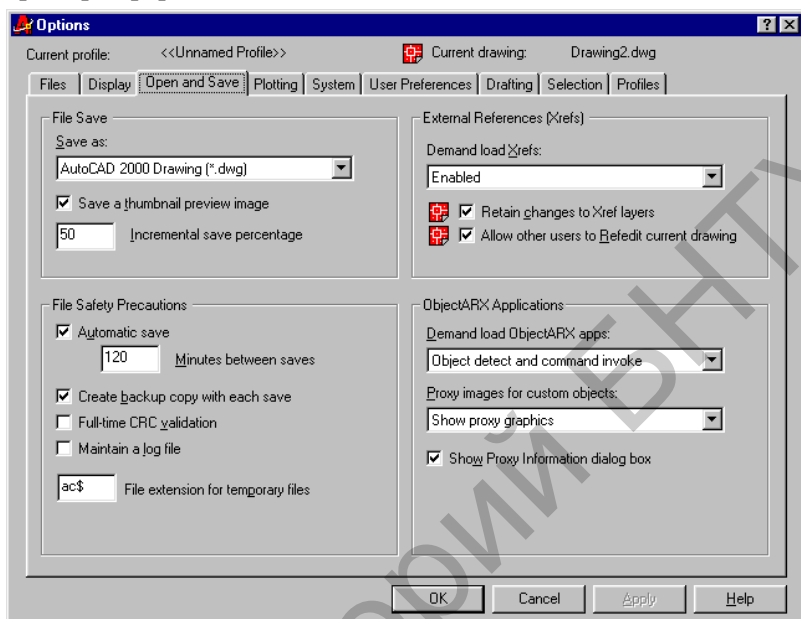 Options
Current profile: <<Unnamed Profile>> Current drawing: Drawing2.dwg
Files Display Open and Save Plotting System User Preferences Drafting Selection Profiles
File Save
Save as:
AutoCAD 2000 Drawing (*.dwg)
Save a thumbnail preview image
50 Incremental save percentage
External References (Xrefs)
Demand load Xrefs:
Enabled
Retain changes to Xref layers
Allow other users to Refedit current drawing
File Safety Precautions
Automatic save
120 Minutes between saves
Create backup copy with each save
Full-time CRC validation
Maintain a log file
ac$ File extension for temporary files
ObjectARX Applications
Demand load ObjectARX apps:
Object detect and command invoke
Proxy images for custom objects:
Show proxy graphics
Show Proxy Information dialog box
OK Cancel Apply Help
БНТ